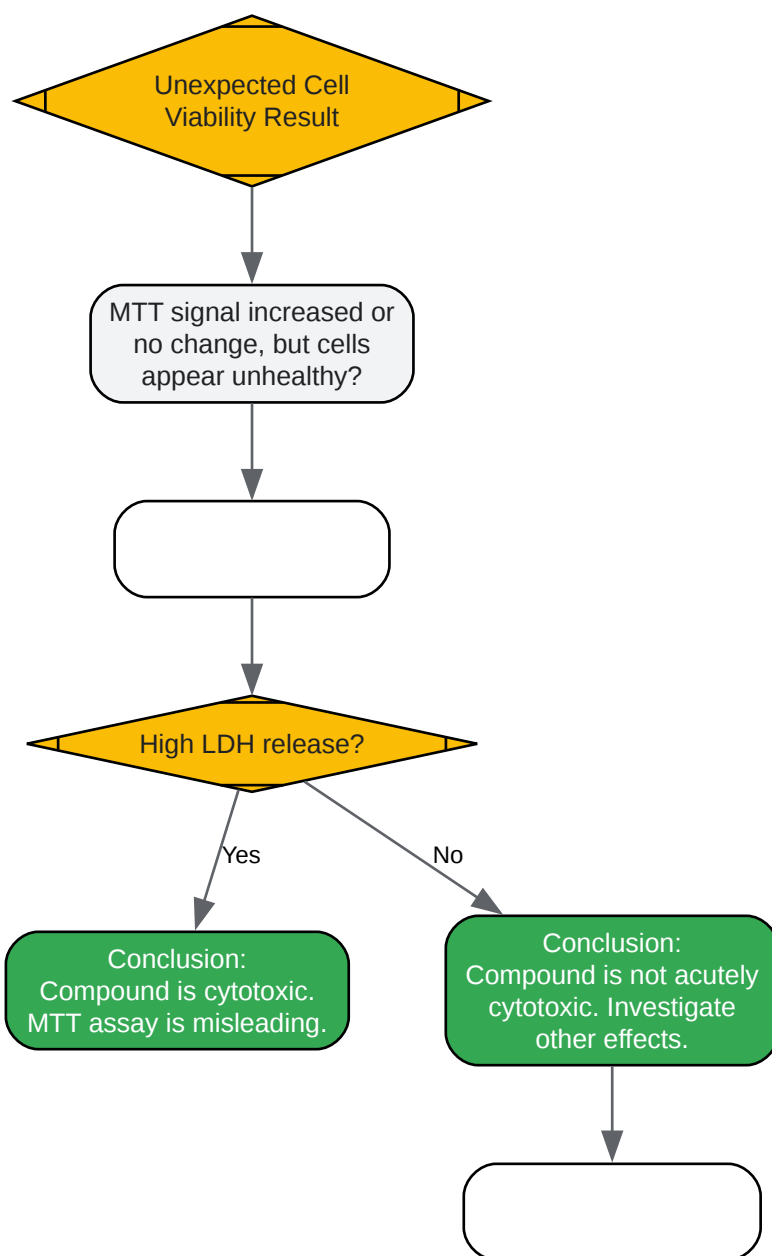 Unexpected Cell
Viability Result
MTT signal increased or
no change, but cells
appear unhealthy?
High LDH release?
Yes
No
Conclusion:
Compound is cytotoxic.
MTT assay is misleading.
Conclusion:
Compound is not acutely
cytotoxic. Investigate
other effects.